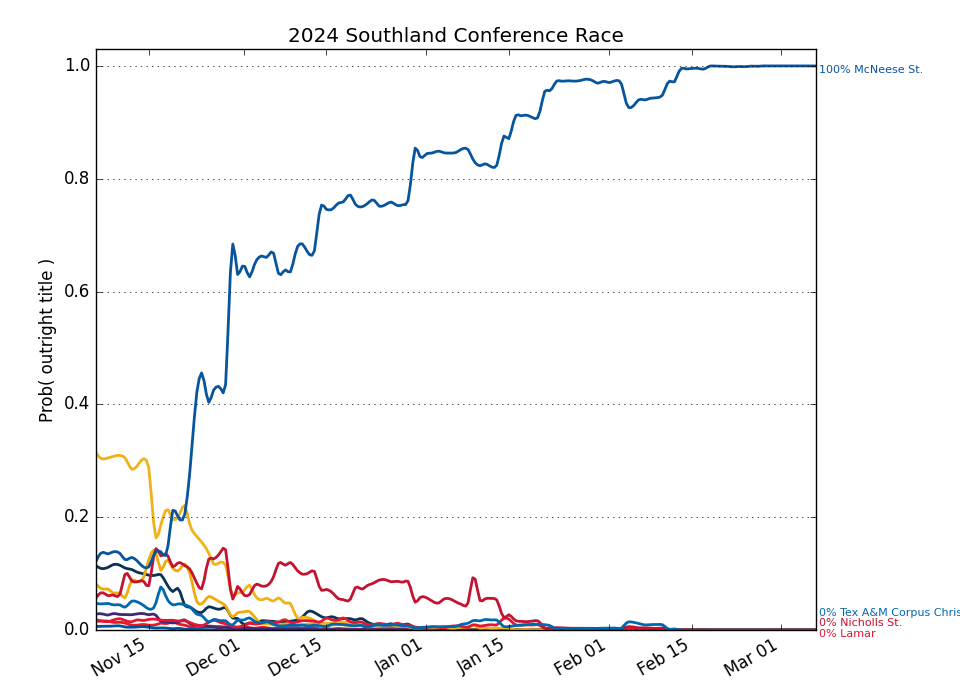 2024 Southland Conference Race
Prob( outright title )
1.0
0.8
0.6
0.4
0.2
0.0
Nov 15
Dec 01
Dec 15
Jan 01
Jan 15
Feb 01
Feb 15
Mar 01
100% McNeese St.
0% Tex A&M Corpus Chris
0% Nicholls St.
0% Lamar